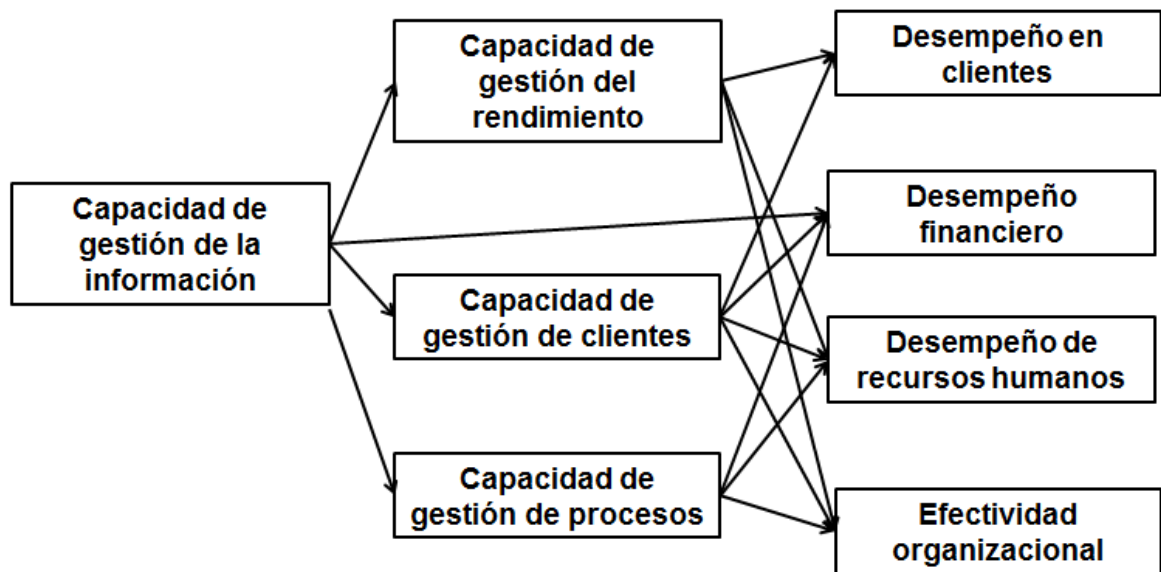 Capacidad de
gestión de la
información
Capacidad de
gestión del
rendimiento
Capacidad de
gestión de clientes
Capacidad de
gestión de procesos
Desempeño en
clientes
Desempeño
financiero
Desempeño de
recursos humanos
Efectividad
organizacional